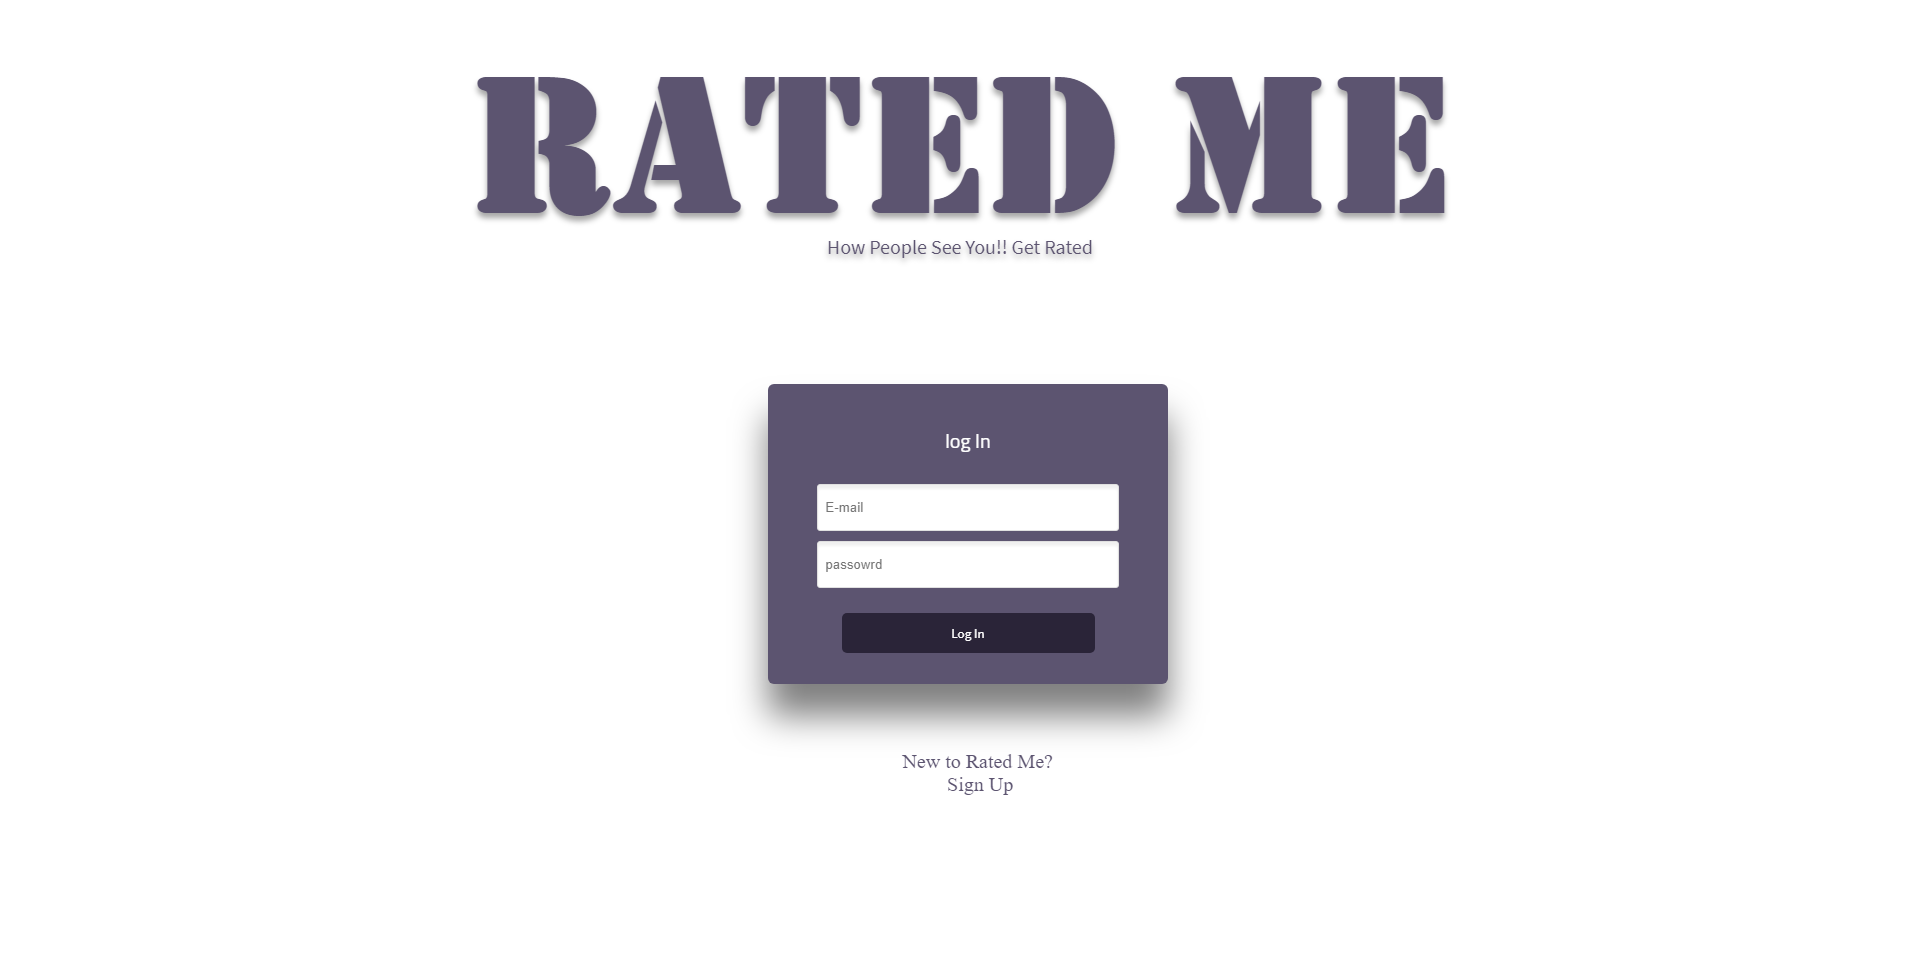 RATED ME
How People See You!! Get Rated
log In
E-mail
passowrd
Log In
New to Rated Me?
Sign Up